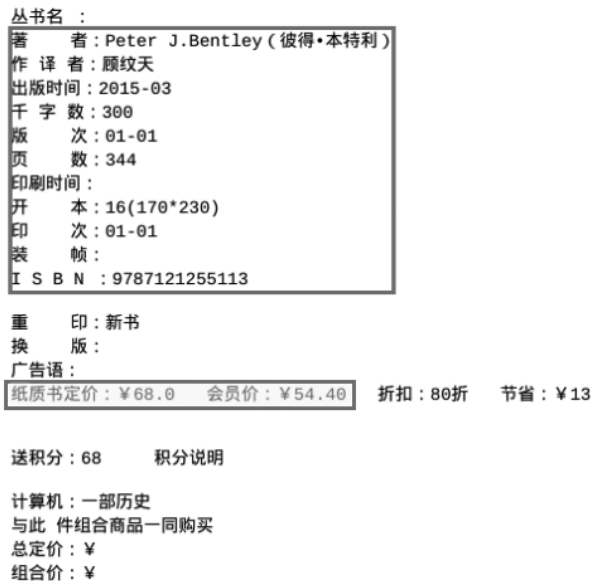 丛书名 :
著 者:Peter J.Bentley(彼得•本特利)
作 译 者:顾纹天
出版时间:2015-03
千 字 数:300
版 次:01-01
页 数:344
印刷时间:
开 本:16(170*230)
印 次:01-01
装 帧:
I S B N :9787121255113
重 印:新书
换 版:
广告语:
纸质书定价:¥68.0 会员价:¥54.40 折扣:80折 节省:¥13
送积分:68 积分说明
计算机:一部历史
与此 件组合商品一同购买
总定价:¥
组合价:¥